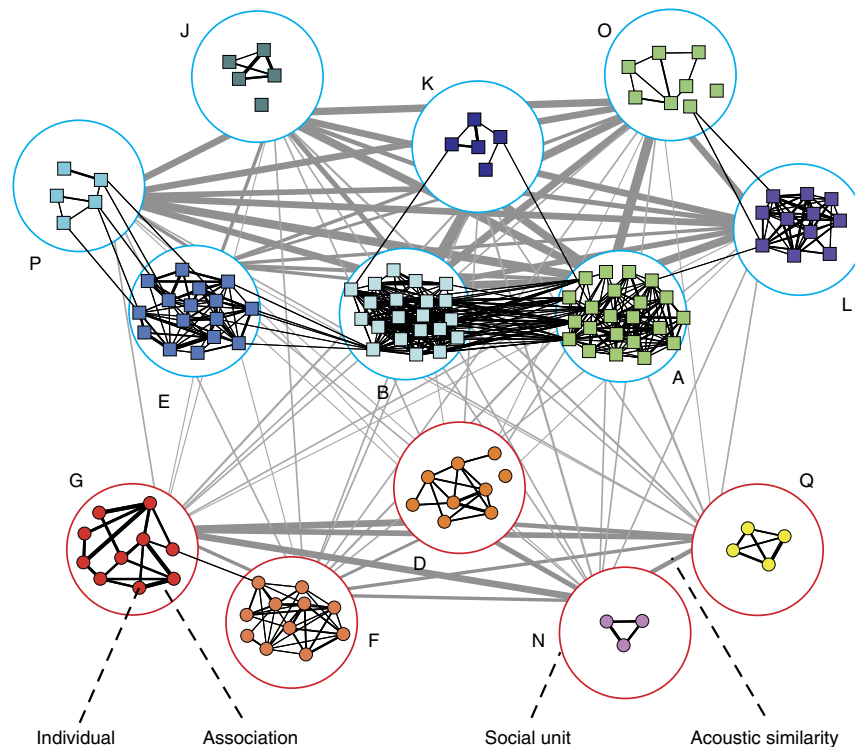 J
O
K
P
L
E
B
A
G
Q
D
F
N
Individual
Association
Social unit
Acoustic similarity